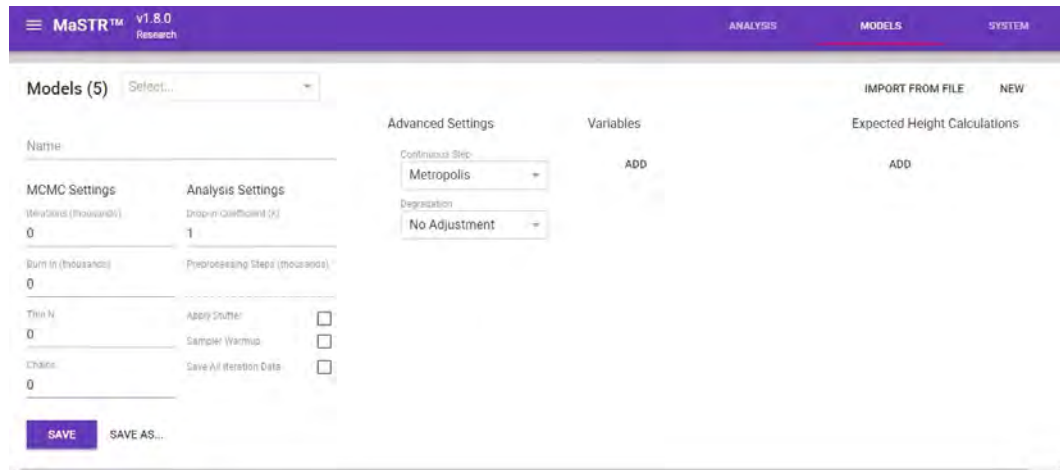 MaSTR™ v1.8.0
Research
ANALYSIS MODELS SYSTEM
Models (5) Select...
IMPORT FROM FILE NEW
Name
MCMC Settings
Iterations (thousands)
0
Burn In (thousands)
0
Thin N
0
Chains
0
Analysis Settings
Drop-in Coefficient (λ)
1
Preprocessing Steps (thousands)
Apply Stutter
Sampler Warmup
Save All Iteration Data
Advanced Settings
Continuous Step
Metropolis
Degradation
No Adjustment
Variables
ADD
Expected Height Calculations
ADD
SAVE SAVE AS...